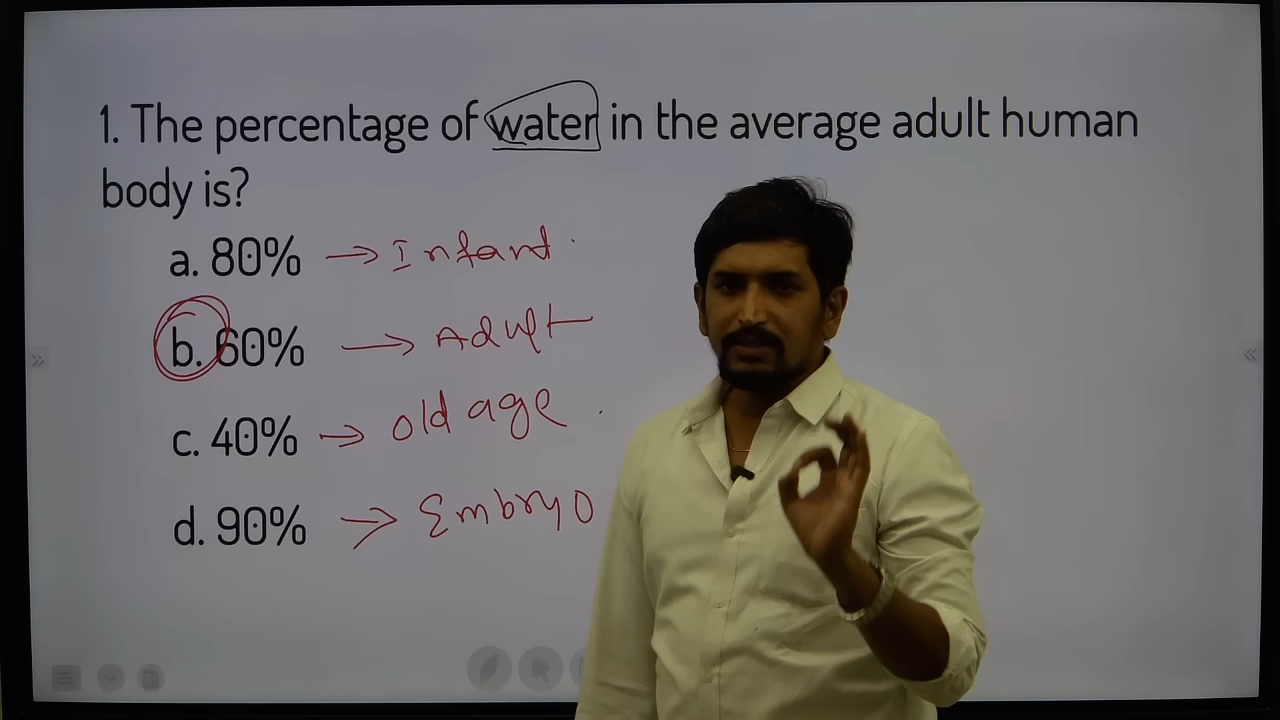 1. The percentage of water in the average adult human
body is?
a. 80% → Infant
b. 60% → Adult
c. 40% → old age
d. 90% → Embryo